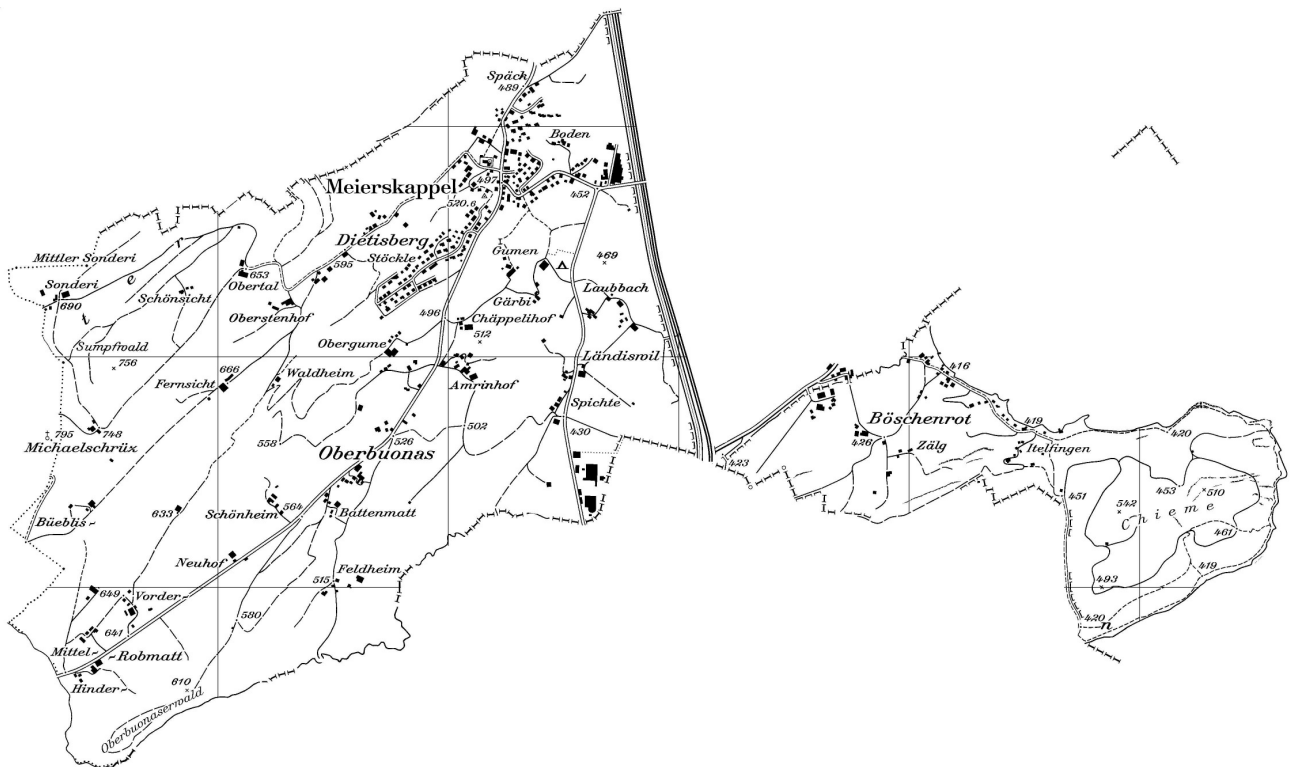 Späck
489
Boden
Meierskappel
497
452
520.6
Dietisberg
Stöckle
Gumen
469
Mittler Sonderi
Sonderi
690
653
595
Obertal
Schönsicht
Oberstenhof
Gärbi
Laubbach
496
Chäppelihof
512
e r
t
Sumpfwald
756
Obergume
Ländiswil
Fernsicht
666
Waldheim
Amrinhof
416
Spichte
Böschenrot
795
748
Michaelschrüx
558
526
502
430
426
419
420
Oberbuonas
Zälg
Itelfingen
423
451
453
510
542
Chieme
Büeblis~
633
Schönheim
564
Battenmatt
461
Neuhof
515
Feldheim
419
493
649
Vorder~
580
641
420
n
Mittel~
~Robmatt
Hinder~
610
Oberbuonaserwald